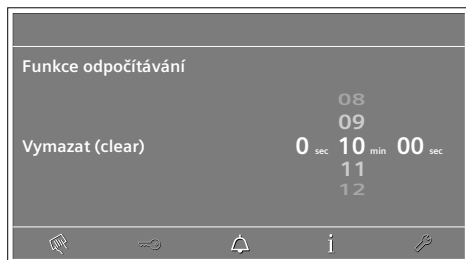 Funkce odpočítávání
08
09
Vymazat (clear) 0 sec 10 min 00 sec
11
12
i